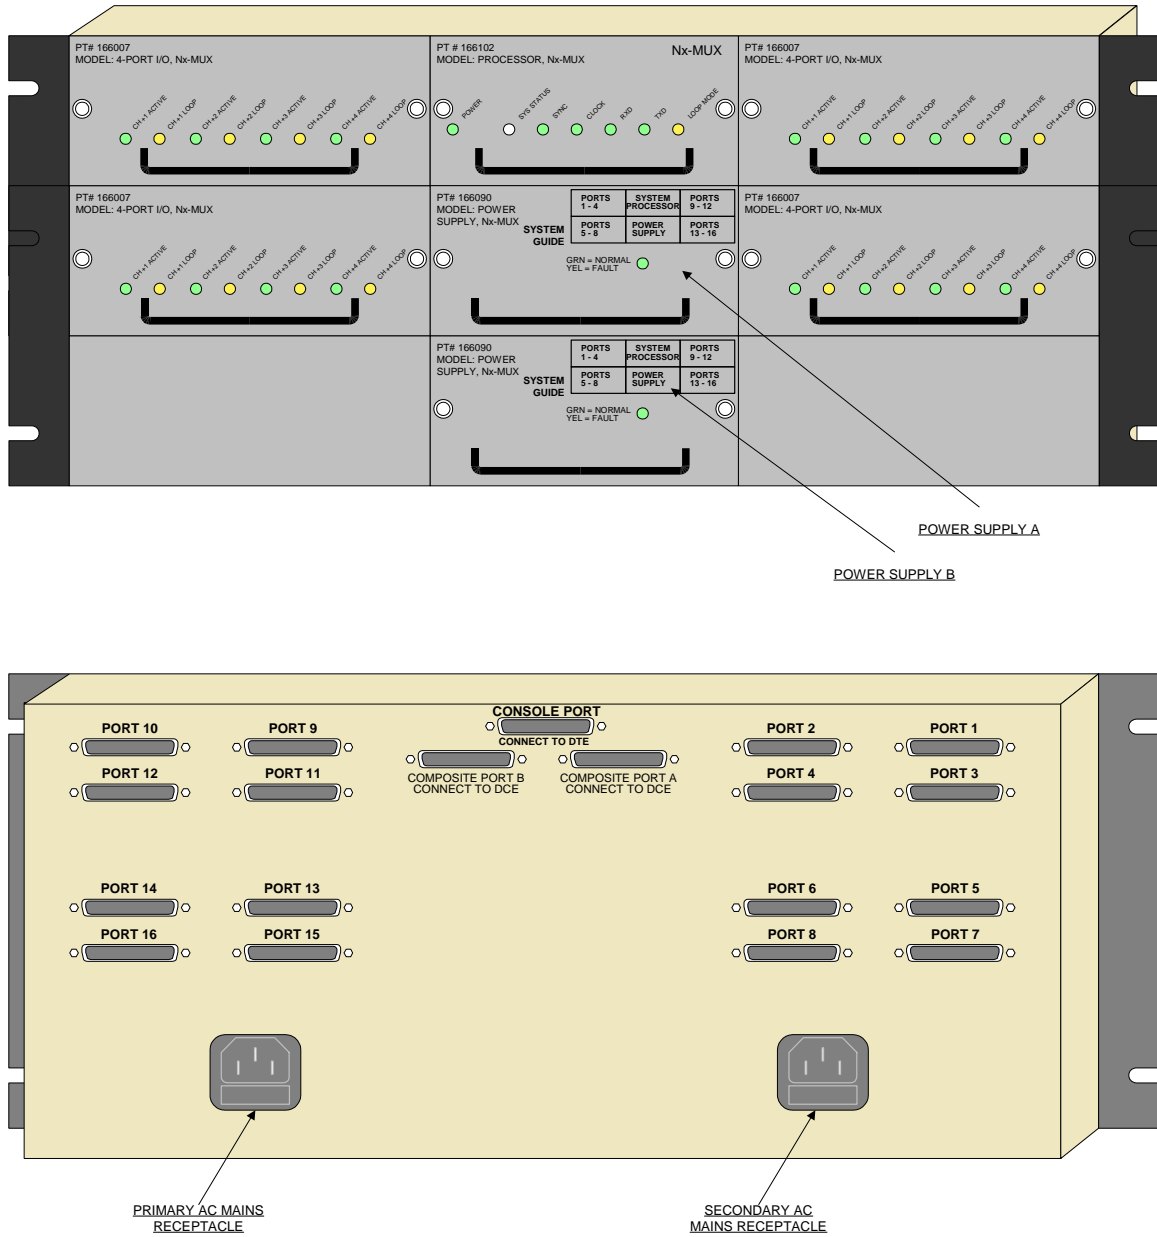 PT# 166007
MODEL: 4-PORT I/O, Nx-MUX
CH +1 ACTIVE
CH +1 LOOP
CH +2 ACTIVE
CH +2 LOOP
CH +3 ACTIVE
CH +3 LOOP
CH +4 ACTIVE
CH +4 LOOP
PT # 166102
MODEL: PROCESSOR, Nx-MUX
Nx-MUX
POWER
SYS STATUS
SYNC
CLOCK
RXD
TXD
LOOP MODE
PT# 166007
MODEL: 4-PORT I/O, Nx-MUX
CH +1 ACTIVE
CH +1 LOOP
CH +2 ACTIVE
CH +2 LOOP
CH +3 ACTIVE
CH +3 LOOP
CH +4 ACTIVE
CH +4 LOOP
PT# 166007
MODEL: 4-PORT I/O, Nx-MUX
CH +1 ACTIVE
CH +1 LOOP
CH +2 ACTIVE
CH +2 LOOP
CH +3 ACTIVE
CH +3 LOOP
CH +4 ACTIVE
CH +4 LOOP
PT# 166090
MODEL: POWER
SUPPLY, Nx-MUX
SYSTEM
GUIDE
PORTS
1 - 4
SYSTEM
PROCESSOR
PORTS
9 - 12
PORTS
5 - 8
POWER
SUPPLY
PORTS
13 - 16
GRN = NORMAL
YEL = FAULT
PT# 166007
MODEL: 4-PORT I/O, Nx-MUX
CH +1 ACTIVE
CH +1 LOOP
CH +2 ACTIVE
CH +2 LOOP
CH +3 ACTIVE
CH +3 LOOP
CH +4 ACTIVE
CH +4 LOOP
PT# 166090
MODEL: POWER
SUPPLY, Nx-MUX
SYSTEM
GUIDE
PORTS
1 - 4
SYSTEM
PROCESSOR
PORTS
9 - 12
PORTS
5 - 8
POWER
SUPPLY
PORTS
13 - 16
GRN = NORMAL
YEL = FAULT
POWER SUPPLY A
POWER SUPPLY B
CONSOLE PORT
CONNECT TO DTE
PORT 10
PORT 9
PORT 2
PORT 1
COMPOSITE PORT B
CONNECT TO DCE
COMPOSITE PORT A
CONNECT TO DCE
PORT 12
PORT 11
PORT 4
PORT 3
PORT 14
PORT 13
PORT 6
PORT 5
PORT 16
PORT 15
PORT 8
PORT 7
PRIMARY AC MAINS
RECEPTACLE
SECONDARY AC
MAINS RECEPTACLE